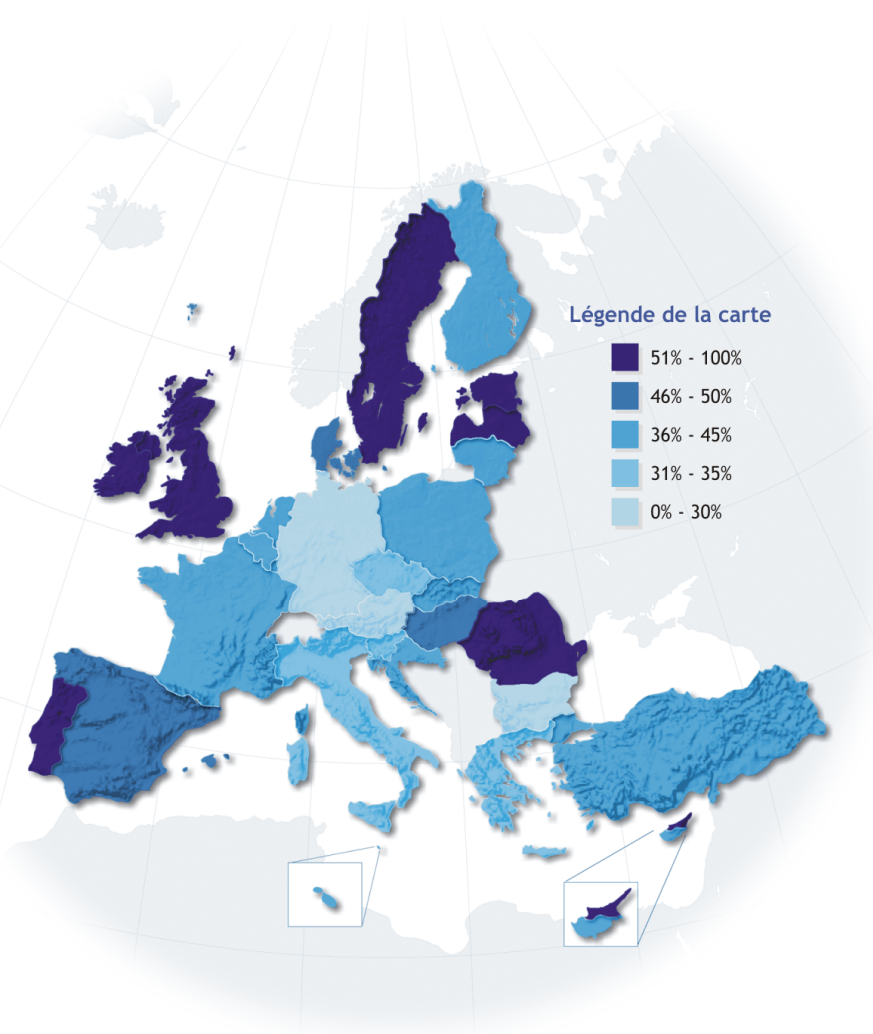 Légende de la carte
51% - 100%
46% - 50%
36% - 45%
31% - 35%
0% - 30%